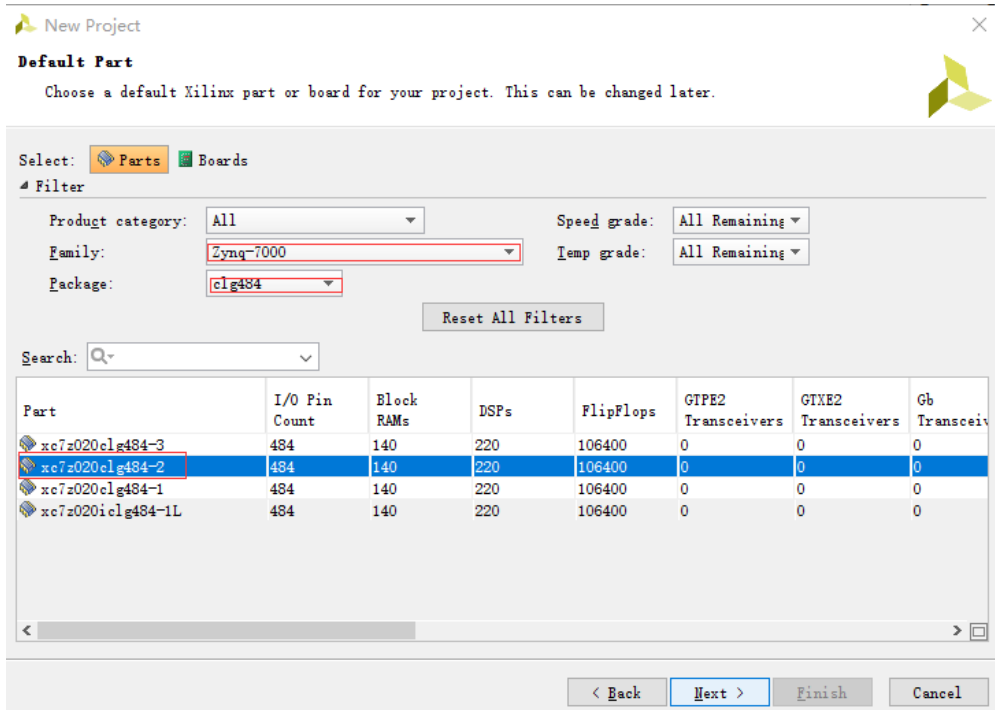 New Project
Default Part
Choose a default Xilinx part or board for your project. This can be changed later.
Select: Parts Boards
Filter
Product category: All Speed grade: All Remaining
Family: Zynq-7000 Temp grade: All Remaining
Package: clg484
Reset All Filters
Search:
Part I/O Pin Count Block RAMs DSPs FlipFlops GTPE2 Transceivers GTXE2 Transceivers Gb Transceiv
xc7z020clg484-3 484 140 220 106400 0 0 0
xc7z020clg484-2 484 140 220 106400 0 0 0
xc7z020clg484-1 484 140 220 106400 0 0 0
xc7z020iclg484-1L 484 140 220 106400 0 0 0
< Back Next > Finish Cancel